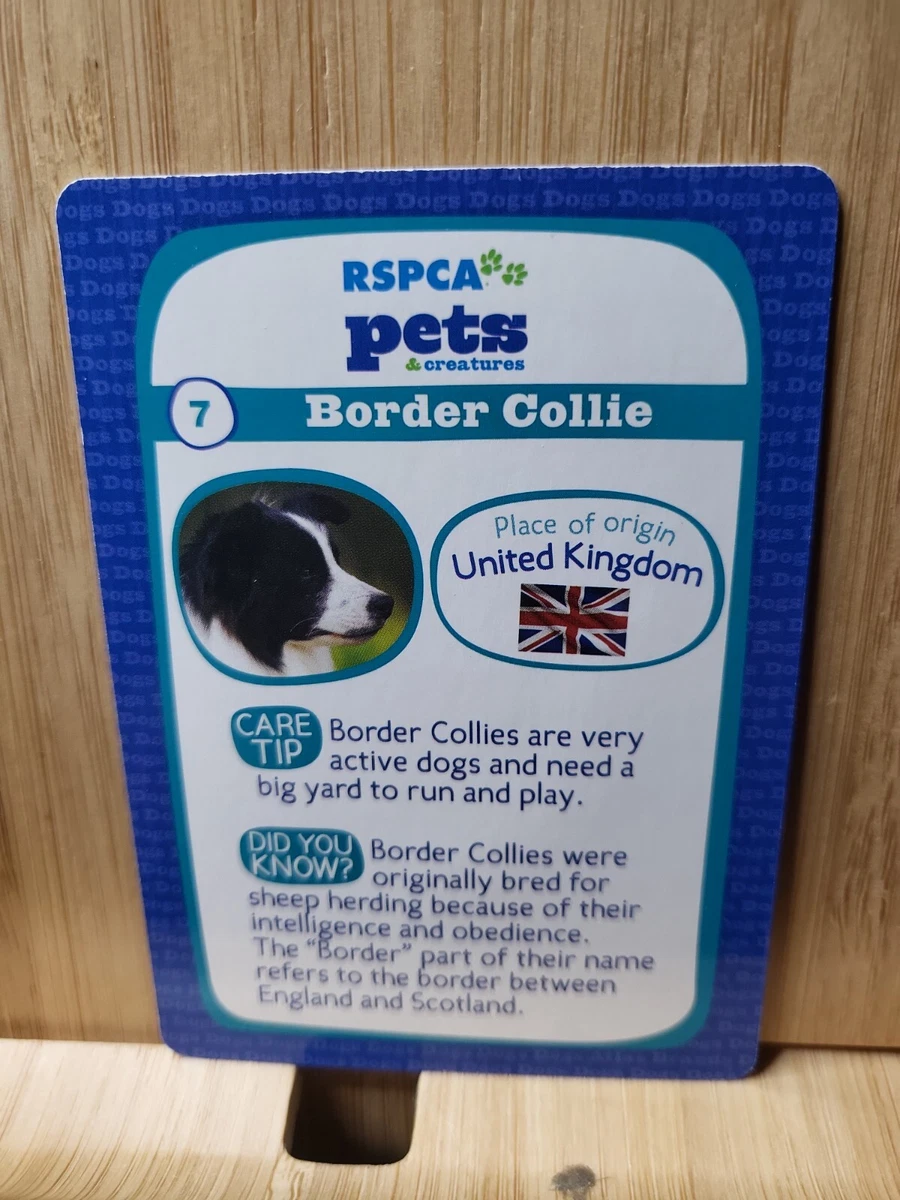 RSPCA
pets
& creatures
7 Border Collie
Place of origin
United Kingdom
CARE TIP Border Collies are very
active dogs and need a
big yard to run and play.
DID YOU KNOW? Border Collies were
originally bred for
sheep herding because of their
intelligence and obedience.
The “Border” part of their name
refers to the border between
England and Scotland.